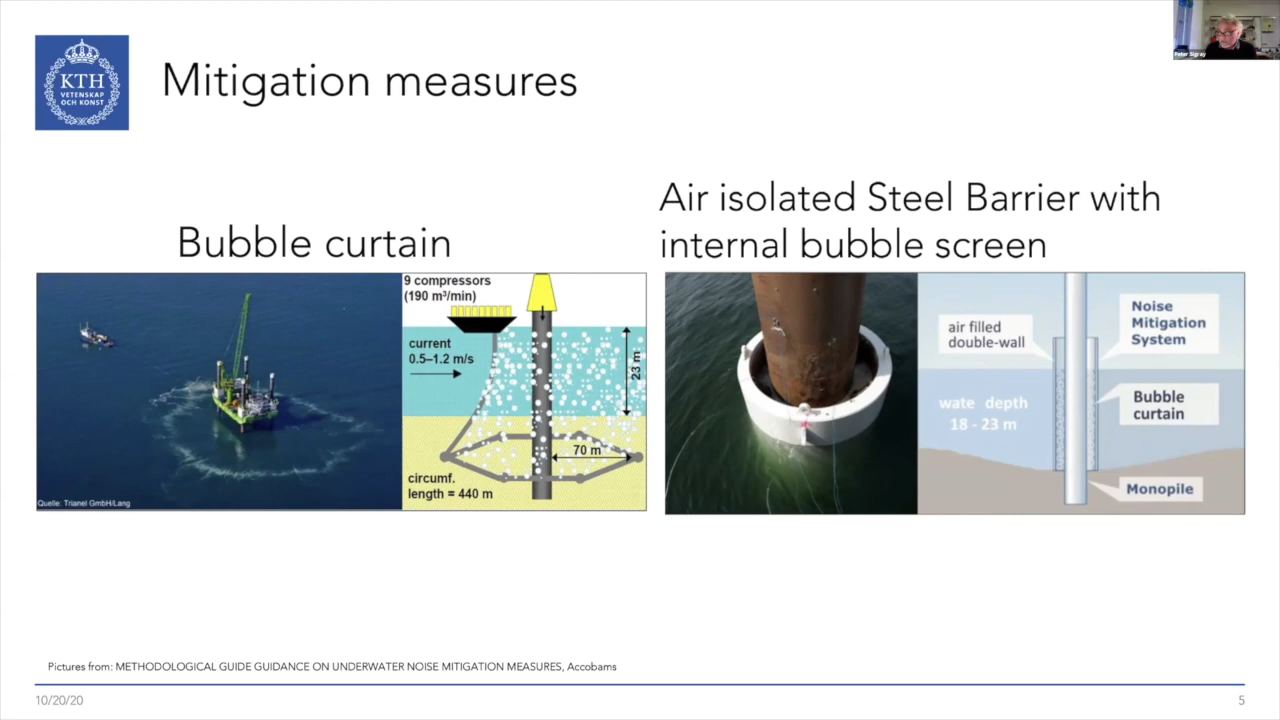 Peter Sigray
KTH
VETENSKAP
OCH KONST
Mitigation measures
Bubble curtain
Quelle: Trianel GmbH/Lang
9 compressors
(190 m³/min)
current
0.5–1.2 m/s
23 m
70 m
circumf.
length = 440 m
Air isolated Steel Barrier with
internal bubble screen
air filled
double-wall
Noise
Mitigation
System
wate depth
18 - 23 m
Bubble
curtain
Monopile
Pictures from: METHODOLOGICAL GUIDE GUIDANCE ON UNDERWATER NOISE MITIGATION MEASURES, Accobams
10/20/20
5